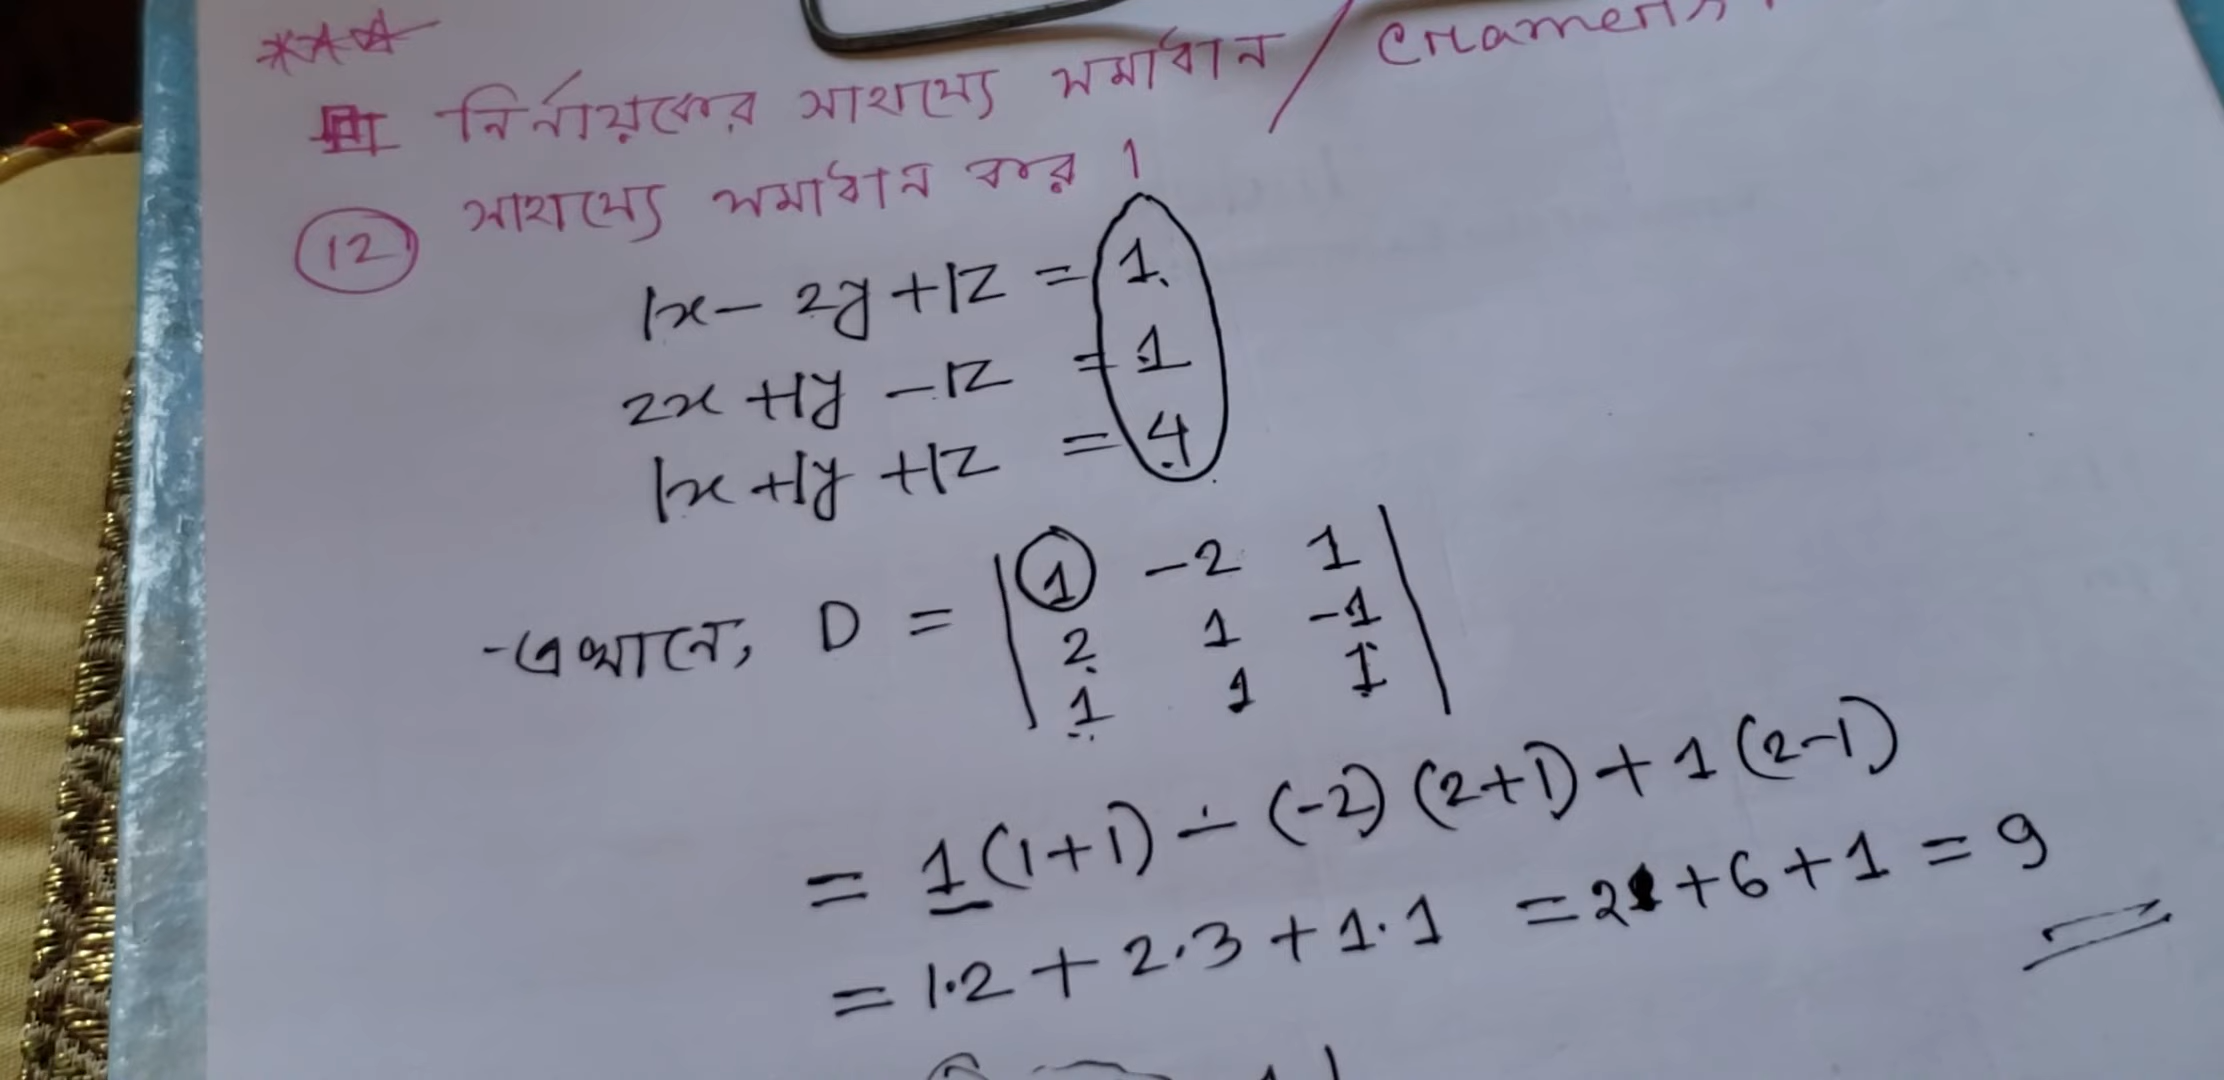 নির্নায়কের সাহায্যে সমাধান / Cramer's
সাহায্যে সমাধান কর ।
12
1x - 2y + 1z = 1
2x + 1y - 1z = 1
1x + 1y + 1z = 4
এখানে, D = | 1 -2 1
2 1 -1
1 1 1 |
= 1(1+1) - (-2)(2+1) + 1(2-1)
= 1·2 + 2·3 + 1·1 = 2 + 6 + 1 = 9